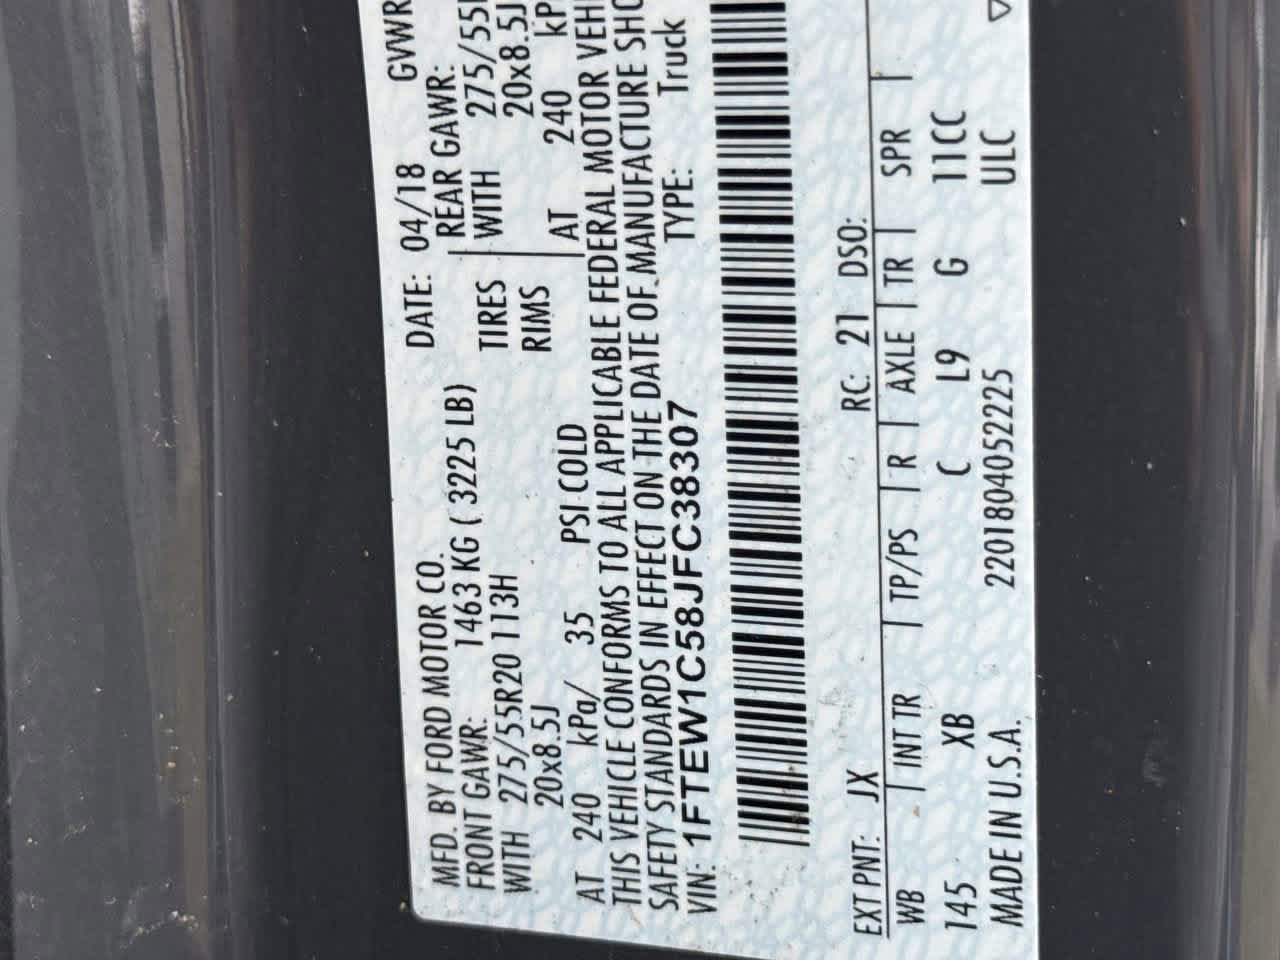 MFD. BY FORD MOTOR CO. DATE: 04/18 GVWR
FRONT GAWR: REAR GAWR:
1463 KG ( 3225 LB)
WITH 275/55R20 113H TIRES WITH 275/55
20x8.5J RIMS 20x8.5J
AT 240 kPa/ 35 PSI COLD AT 240 kP
THIS VEHICLE CONFORMS TO ALL APPLICABLE FEDERAL MOTOR VEHI
SAFETY STANDARDS IN EFFECT ON THE DATE OF MANUFACTURE SHO
VIN: 1FTEW1C58JFC38307 TYPE: Truck
EXT PNT: JX RC: 21 DSO:
WB | INT TR | TP/PS | R | AXLE | TR | SPR |
145 XB C L9 G 11CC
MADE IN U.S.A. 2201804052225 ULC